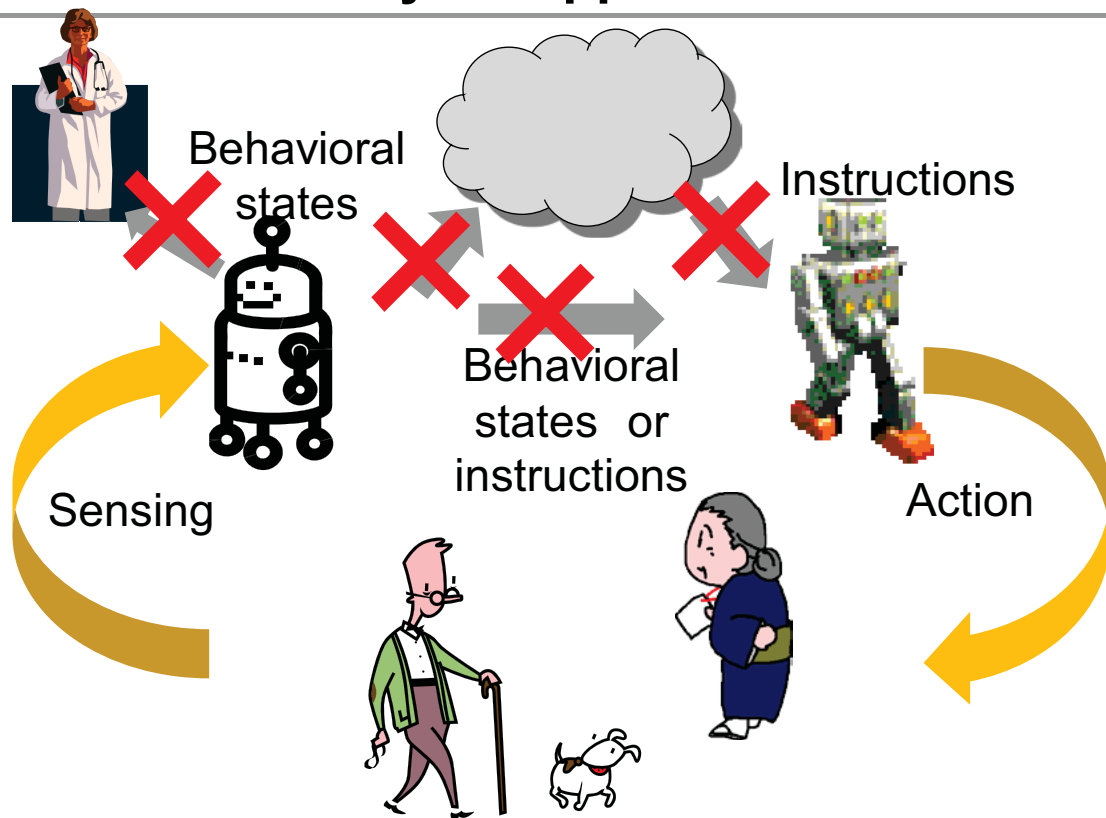 Behavioral
states
Instructions
Behavioral
states or
instructions
Sensing
Action